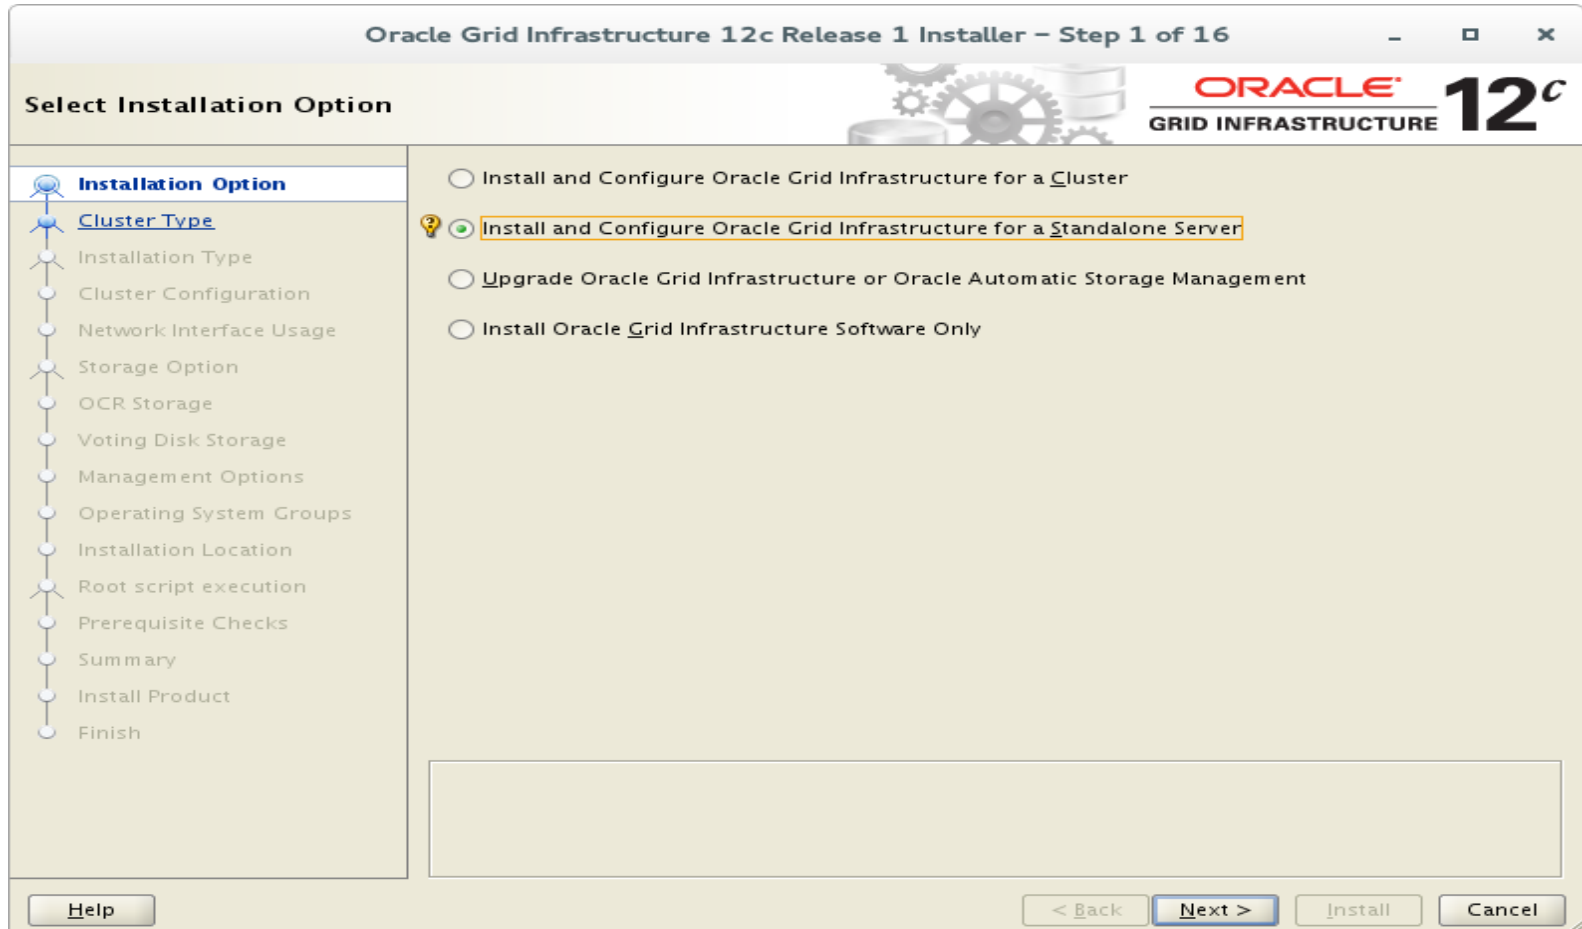 Oracle Grid Infrastructure 12c Release 1 Installer – Step 1 of 16
Select Installation Option
ORACLE
GRID INFRASTRUCTURE
12c
Installation Option
Cluster Type
Installation Type
Cluster Configuration
Network Interface Usage
Storage Option
OCR Storage
Voting Disk Storage
Management Options
Operating System Groups
Installation Location
Root script execution
Prerequisite Checks
Summary
Install Product
Finish
Install and Configure Oracle Grid Infrastructure for a Cluster
Install and Configure Oracle Grid Infrastructure for a Standalone Server
Upgrade Oracle Grid Infrastructure or Oracle Automatic Storage Management
Install Oracle Grid Infrastructure Software Only
Help
< Back
Next >
Install
Cancel